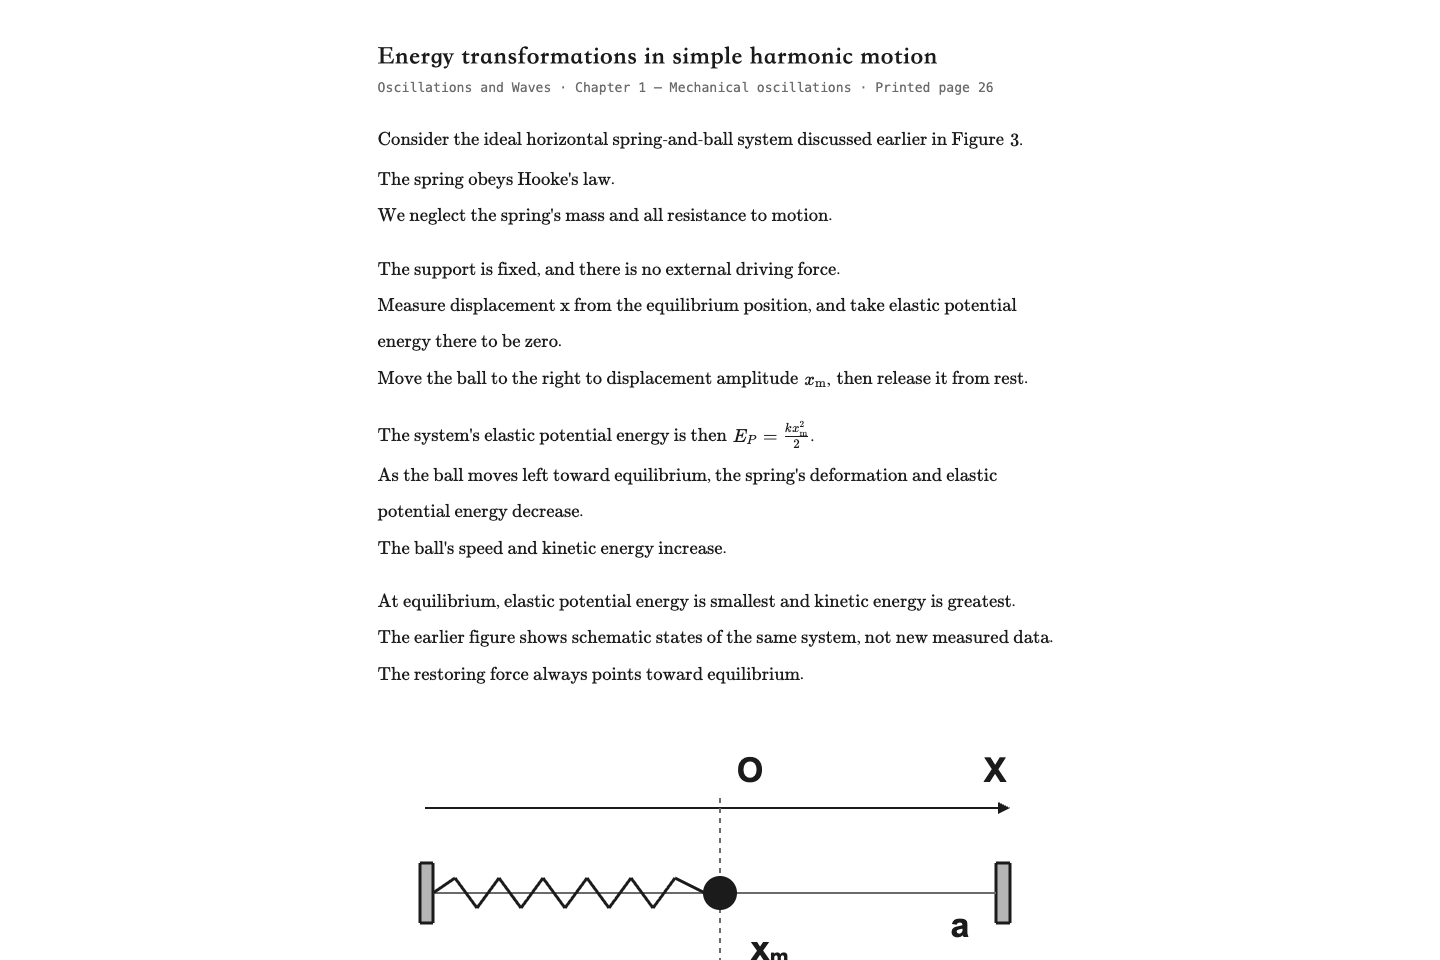 Energy transformations in simple harmonic motion
Oscillations and Waves · Chapter 1 — Mechanical oscillations · Printed page 26
Consider the ideal horizontal spring-and-ball system discussed earlier in Figure 3.
The spring obeys Hooke's law.
We neglect the spring's mass and all resistance to motion.
The support is fixed, and there is no external driving force.
Measure displacement x from the equilibrium position, and take elastic potential
energy there to be zero.
Move the ball to the right to displacement amplitude $x_{\mathrm{m}}$, then release it from rest.
The system's elastic potential energy is then $E_P = \frac{kx_{\mathrm{m}}^2}{2}$.
As the ball moves left toward equilibrium, the spring's deformation and elastic
potential energy decrease.
The ball's speed and kinetic energy increase.
At equilibrium, elastic potential energy is smallest and kinetic energy is greatest.
The earlier figure shows schematic states of the same system, not new measured data.
The restoring force always points toward equilibrium.
O X
a
xm